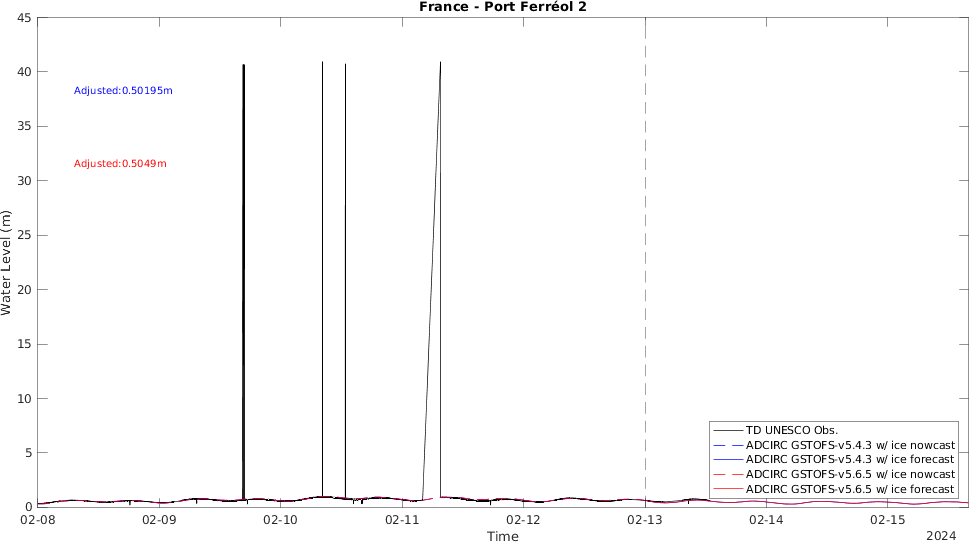 France - Port Ferréol 2
45
40
35
30
25
20
15
10
5
0
Water Level (m)
Adjusted:0.50195m
Adjusted:0.5049m
TD UNESCO Obs.
ADCIRC GSTOFS-v5.4.3 w/ ice nowcast
ADCIRC GSTOFS-v5.4.3 w/ ice forecast
ADCIRC GSTOFS-v5.6.5 w/ ice nowcast
ADCIRC GSTOFS-v5.6.5 w/ ice forecast
02-08 02-09 02-10 02-11 02-12 02-13 02-14 02-15
Time
2024